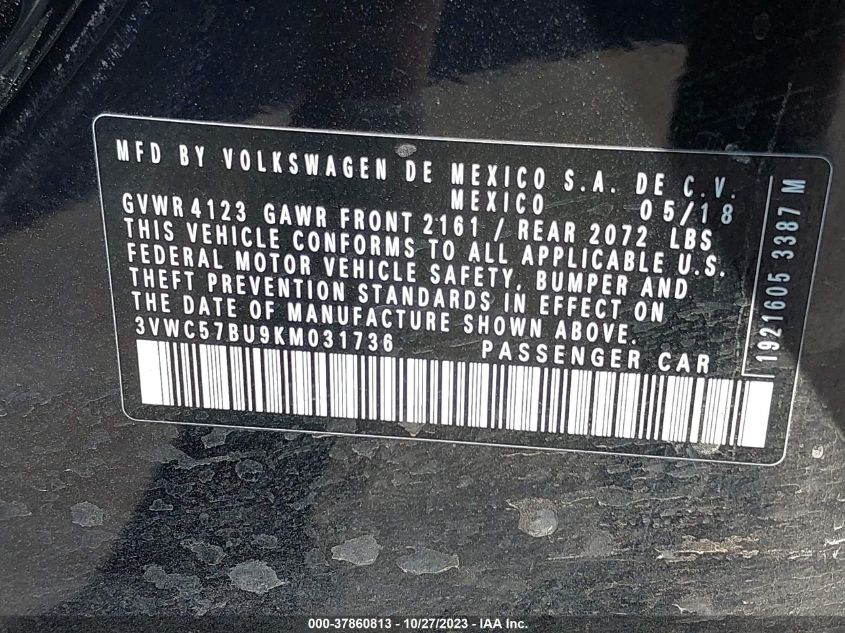 MFD BY VOLKSWAGEN DE MEXICO S.A. DE C.V.
MEXICO 05/18
GVWR 4123 GAWR FRONT 2161 / REAR 2072 LBS
THIS VEHICLE CONFORMS TO ALL APPLICABLE U.S.
FEDERAL MOTOR VEHICLE SAFETY, BUMPER AND
THEFT PREVENTION STANDARDS IN EFFECT ON
THE DATE OF MANUFACTURE SHOWN ABOVE.
3VWC57BU9KM031736 PASSENGER CAR
1921605 3387 M
000-37860813 - 10/27/2023 - IAA Inc.